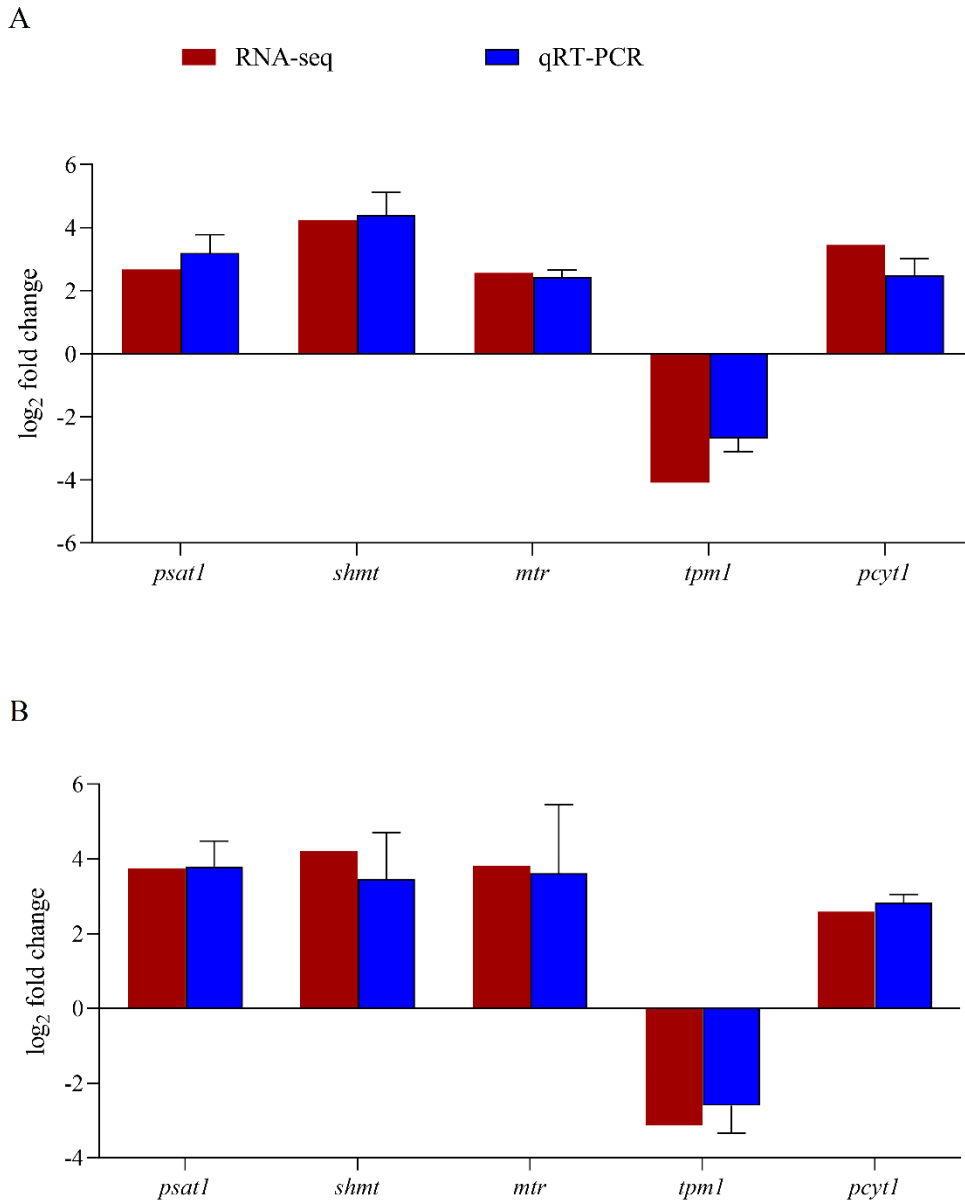 A
RNA-seq qRT-PCR
6
4
2
0
-2
-4
-6
log2 fold change
psat1 shmt mtr tpm1 pcyt1
B
6
4
2
0
-2
-4
log2 fold change
psat1 shmt mtr tpm1 pcyt1